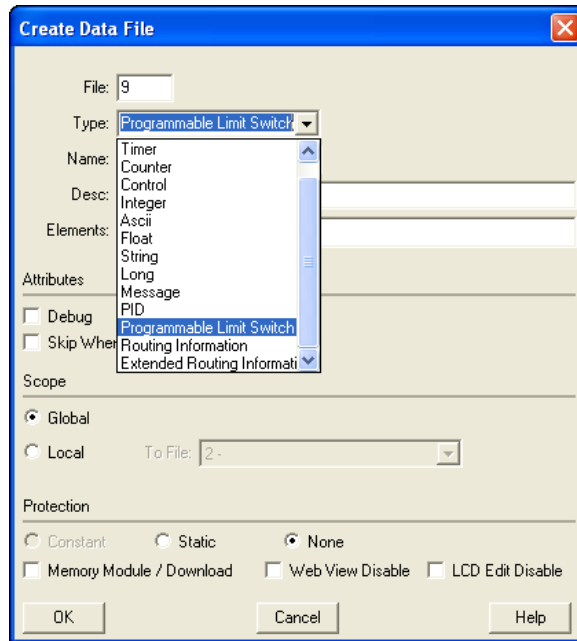 Create Data File
File: 9
Type: Programmable Limit Switch
Timer
Name:
Counter
Control
Desc:
Integer
Ascii
Elements:
Float
String
Long
Attributes
Message
PID
Debug
Programmable Limit Switch
Skip Wher
Routing Information
Extended Routing Informati
Scope
Global
Local To File: 2 -
Protection
Constant Static None
Memory Module / Download Web View Disable LCD Edit Disable
OK Cancel Help